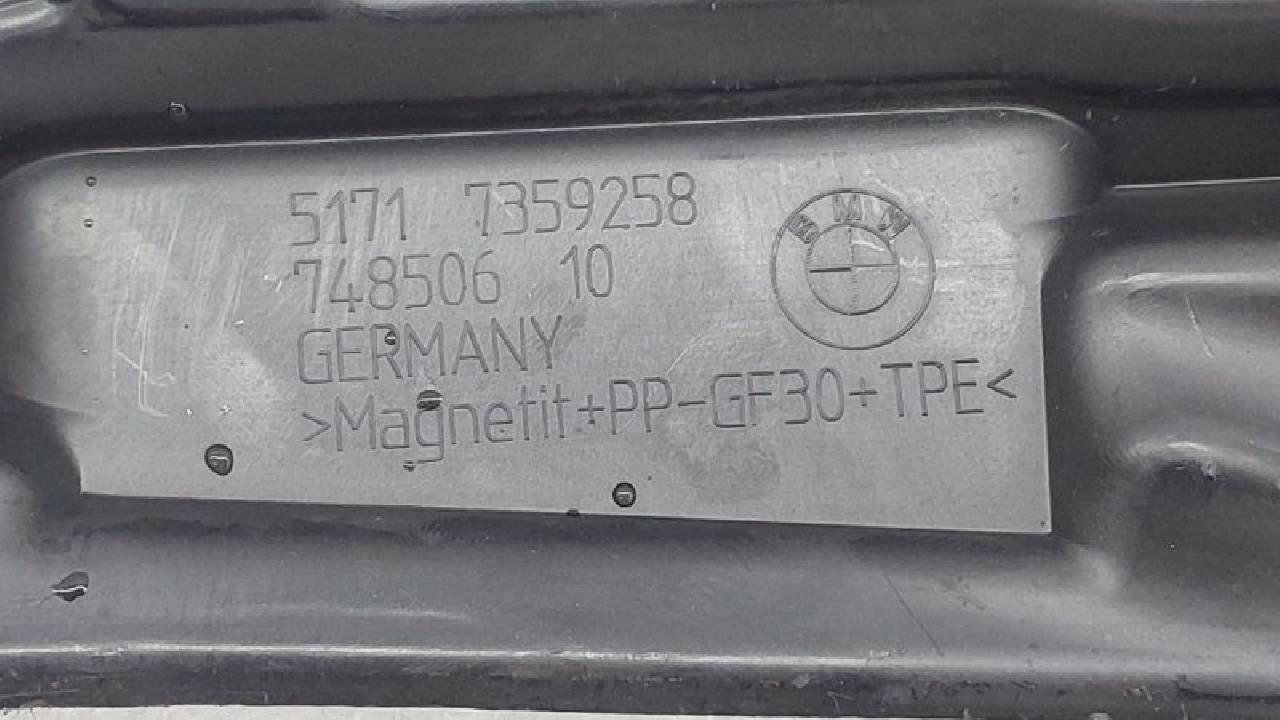 5171 7359258
748506 10
GERMANY
>Magnetit+PP-GF30+TPE<
BMW